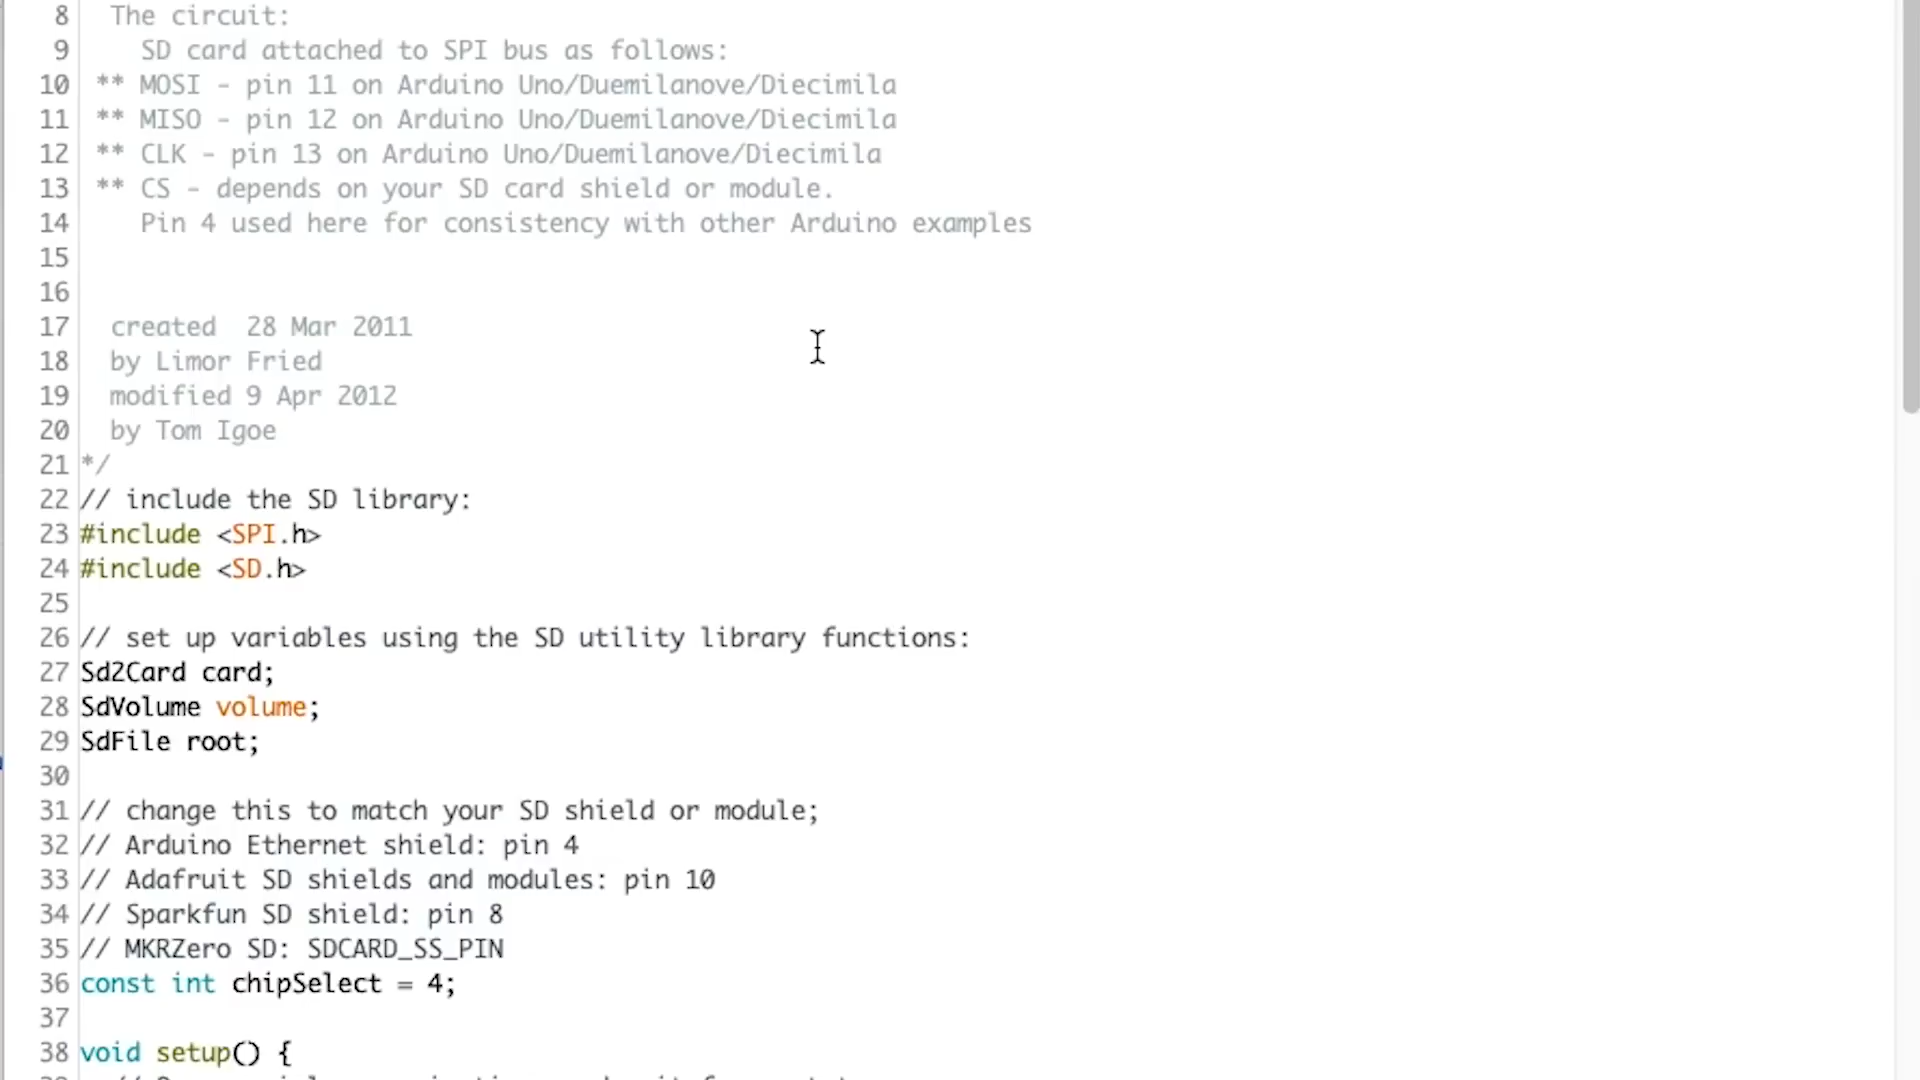 8 The circuit:
9 SD card attached to SPI bus as follows:
10 ** MOSI - pin 11 on Arduino Uno/Duemilanove/Diecimila
11 ** MISO - pin 12 on Arduino Uno/Duemilanove/Diecimila
12 ** CLK - pin 13 on Arduino Uno/Duemilanove/Diecimila
13 ** CS - depends on your SD card shield or module.
14 Pin 4 used here for consistency with other Arduino examples
15
16
17 created  28 Mar 2011
18 by Limor Fried
19 modified 9 Apr 2012
20 by Tom Igoe
21 */
22 // include the SD library:
23 #include <SPI.h>
24 #include <SD.h>
25
26 // set up variables using the SD utility library functions:
27 Sd2Card card;
28 SdVolume volume;
29 SdFile root;
30
31 // change this to match your SD shield or module;
32 // Arduino Ethernet shield: pin 4
33 // Adafruit SD shields and modules: pin 10
34 // Sparkfun SD shield: pin 8
35 // MKRZero SD: SDCARD_SS_PIN
36 const int chipSelect = 4;
37
38 void setup() {